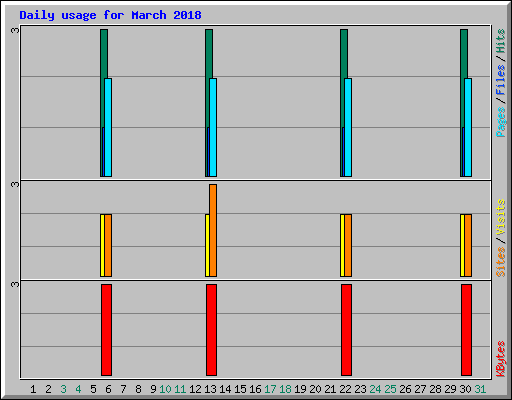 Daily usage for March 2018
3
Pages / Files / Hits
3
Sites / Visits
3
KBytes
1 2 3 4 5 6 7 8 9 10 11 12 13 14 15 16 17 18 19 20 21 22 23 24 25 26 27 28 29 30 31